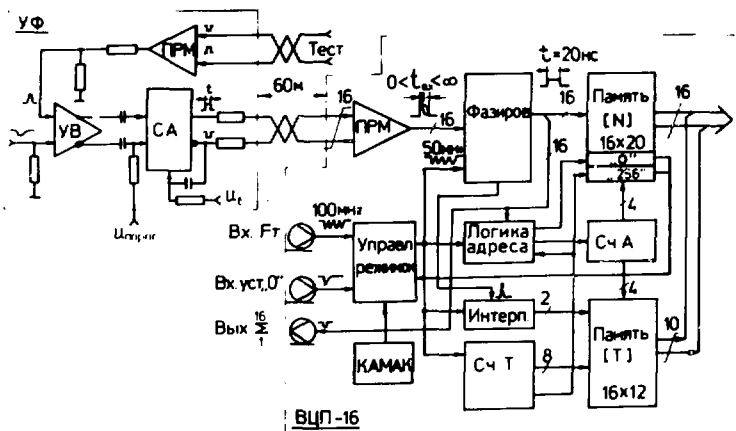 УФ
ПРМ
Тест
УВ
СА
t
60м
16
ПРМ
16
50мгц
Фазиров.
t=20нс
16
16
Память
[N]
16×20
"0"
"256"
16
Uпорог
Ut
Вх. Fт
100мгц
Управл
режимом
Логика
адреса
Сч А
4
4
Вх.уст."0"
Вых
16
Σ
1
КАМАК
Интерп.
2
Сч Т
8
Память
[T]
16×12
10
ВЦП-16